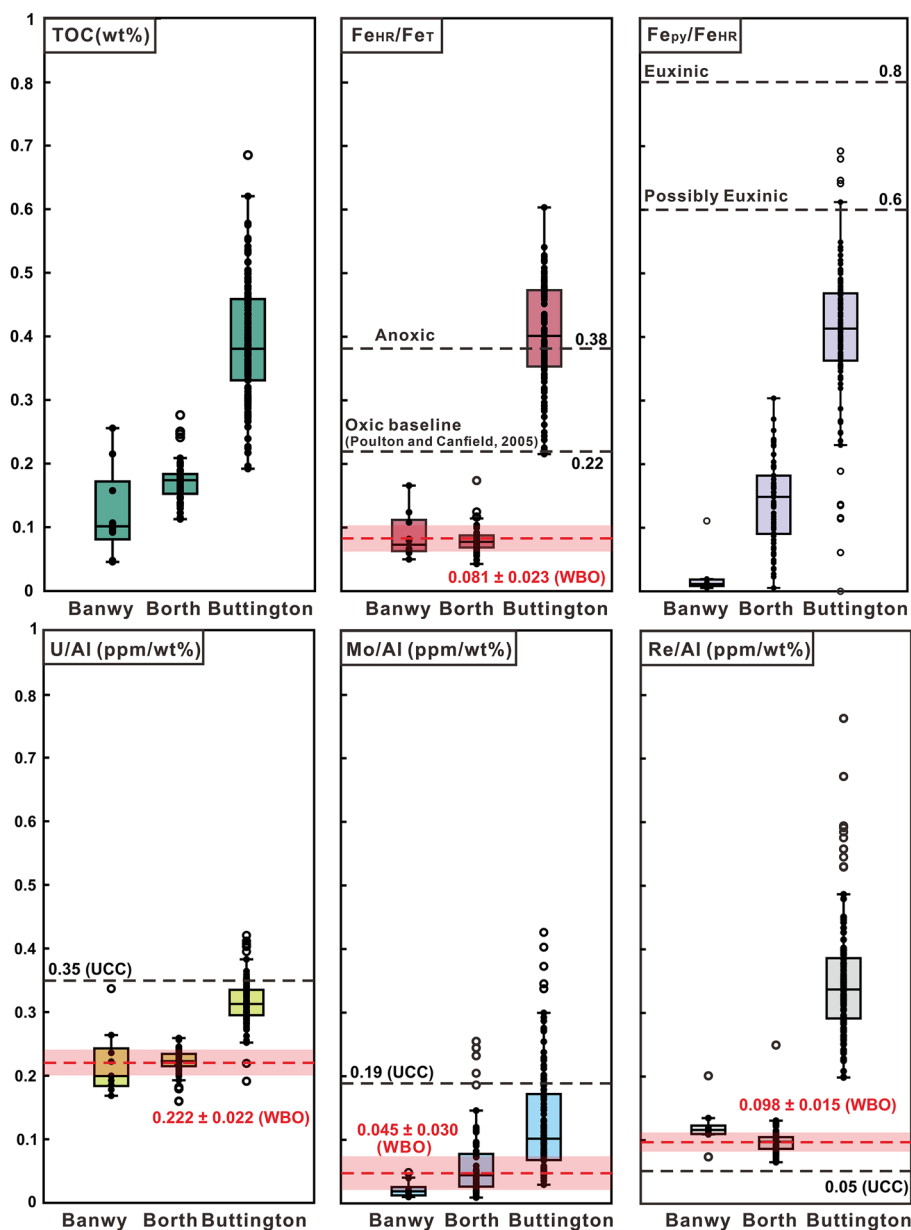 TOC(wt%)
FeHR/FeT
Fepy/FeHR
1
0.9
0.8
0.7
0.6
0.5
0.4
0.3
0.2
0.1
0
Anoxic
0.38
Oxic baseline
(Poulton and Canfield, 2005)
0.22
0.081 ± 0.023 (WBO)
Euxinic
0.8
Possibly Euxinic
0.6
Banwy Borth Buttington
Banwy Borth Buttington
Banwy Borth Buttington
U/Al (ppm/wt%)
Mo/Al (ppm/wt%)
Re/Al (ppm/wt%)
1
0.9
0.8
0.7
0.6
0.5
0.4
0.3
0.2
0.1
0
0.35 (UCC)
0.222 ± 0.022 (WBO)
0.19 (UCC)
0.045 ± 0.030
(WBO)
0.098 ± 0.015 (WBO)
0.05 (UCC)
Banwy Borth Buttington
Banwy Borth Buttington
Banwy Borth Buttington